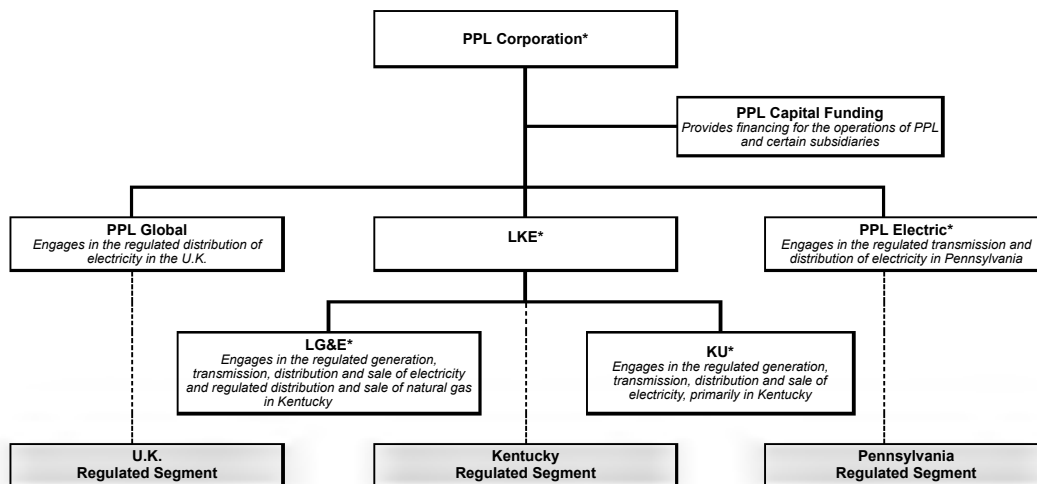 PPL Corporation*
PPL Capital Funding
Provides financing for the operations of PPL
and certain subsidiaries
PPL Global
Engages in the regulated distribution of
electricity in the U.K.
LKE*
PPL Electric*
Engages in the regulated transmission and
distribution of electricity in Pennsylvania
LG&E*
Engages in the regulated generation,
transmission, distribution and sale of electricity
and regulated distribution and sale of natural gas
in Kentucky
KU*
Engages in the regulated generation,
transmission, distribution and sale of
electricity, primarily in Kentucky
U.K.
Regulated Segment
Kentucky
Regulated Segment
Pennsylvania
Regulated Segment